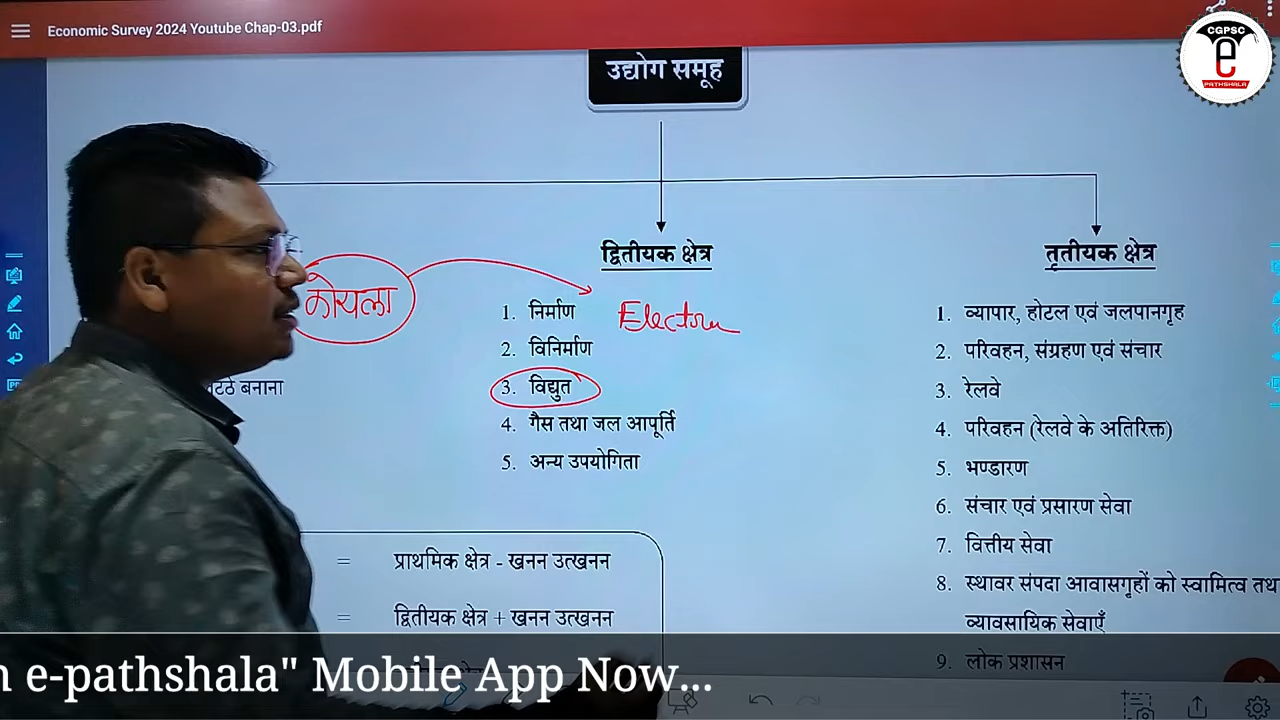 Economic Survey 2024 Youtube Chap-03.pdf
CGPSC
e
PATHSHALA
उद्योग समूह
द्वितीयक क्षेत्र
तृतीयक क्षेत्र
कोयला
1. निर्माण
2. विनिर्माण
3. विद्युत
4. गैस तथा जल आपूर्ति
5. अन्य उपयोगिता
1. व्यापार, होटल एवं जलपानगृह
2. परिवहन, संग्रहण एवं संचार
3. रेलवे
4. परिवहन (रेलवे के अतिरिक्त)
5. भण्डारण
6. संचार एवं प्रसारण सेवा
7. वित्तीय सेवा
8. स्थावर संपदा आवासगृहों को स्वामित्व तथ
व्यावसायिक सेवाएँ
9. लोक प्रशासन
बनाना
= प्राथमिक क्षेत्र - खनन उत्खनन
= द्वितीयक क्षेत्र + खनन उत्खनन
n e-pathshala" Mobile App Now...